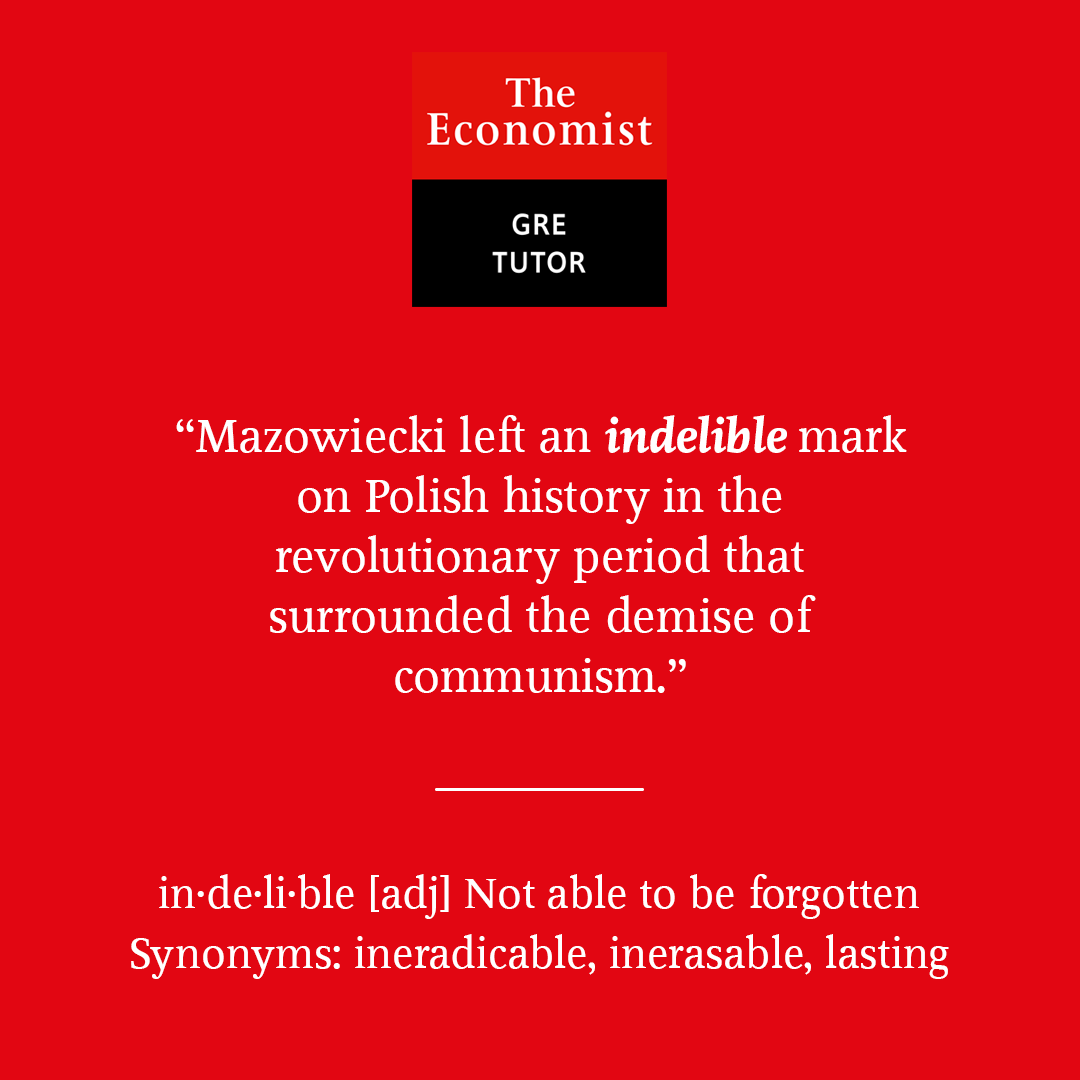 The
Economist
GRE
TUTOR
“Mazowiecki left an indelible mark
on Polish history in the
revolutionary period that
surrounded the demise of
communism.”
in·de·li·ble [adj] Not able to be forgotten
Synonyms: ineradicable, inerasable, lasting